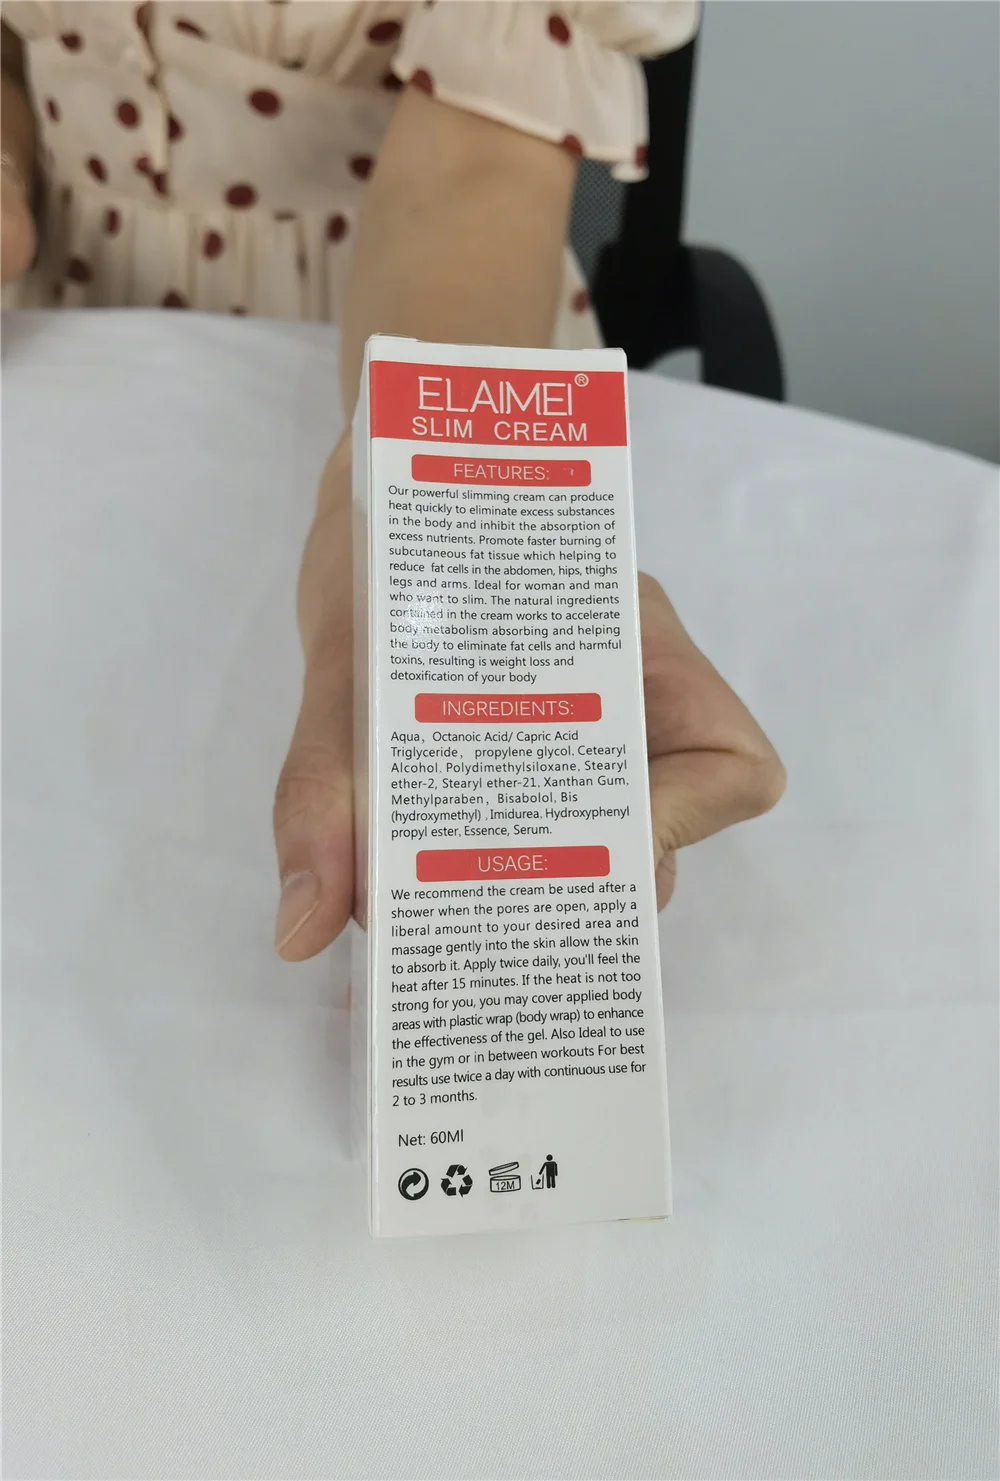 ELAIMEI®
SLIM CREAM
FEATURES:
Our powerful slimming cream can produce
heat quickly to eliminate excess substances
in the body and inhibit the absorption of
excess nutrients. Promote faster burning of
subcutaneous fat tissue which helping to
reduce fat cells in the abdomen, hips, thighs
legs and arms. Ideal for woman and man
who want to slim. The natural ingredients
contained in the cream works to accelerate
body metabolism absorbing and helping
the body to eliminate fat cells and harmful
toxins, resulting is weight loss and
detoxification of your body
INGREDIENTS:
Aqua, Octanoic Acid/ Capric Acid
Triglyceride, propylene glycol, Cetearyl
Alcohol, Polydimethylsiloxane, Stearyl
ether-2, Stearyl ether-21, Xanthan Gum,
Methylparaben, Bisabolol, Bis
(hydroxymethyl) , Imidurea, Hydroxyphenyl
propyl ester, Essence, Serum.
USAGE:
We recommend the cream be used after a
shower when the pores are open, apply a
liberal amount to your desired area and
massage gently into the skin allow the skin
to absorb it. Apply twice daily, you'll feel the
heat after 15 minutes. If the heat is not too
strong for you, you may cover applied body
areas with plastic wrap (body wrap) to enhance
the effectiveness of the gel. Also Ideal to use
in the gym or in between workouts For best
results use twice a day with continuous use for
2 to 3 months.
Net: 60Ml
12M